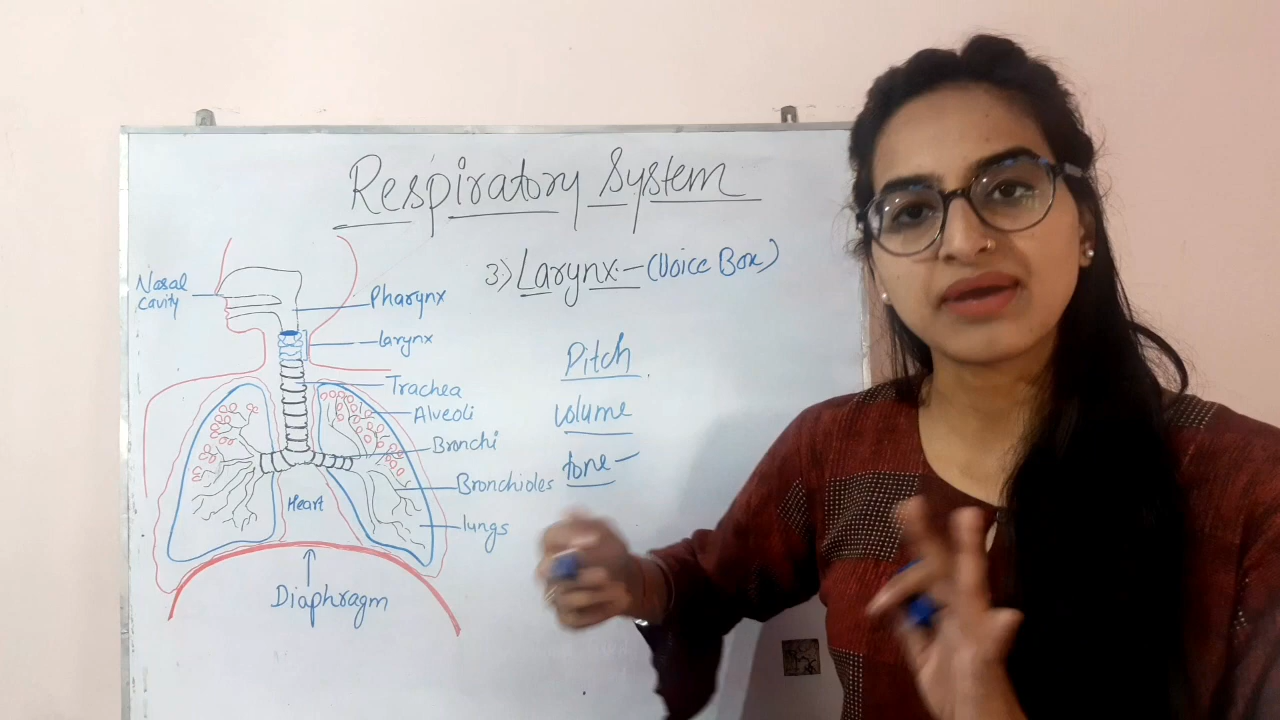 Respiratory System
3) Larynx:- (Voice Box)
Nasal
cavity
Pharynx
larynx
Trachea
Alveoli
Bronchi
Bronchioles
lungs
Heart
Diaphragm
Pitch
volume
tone -